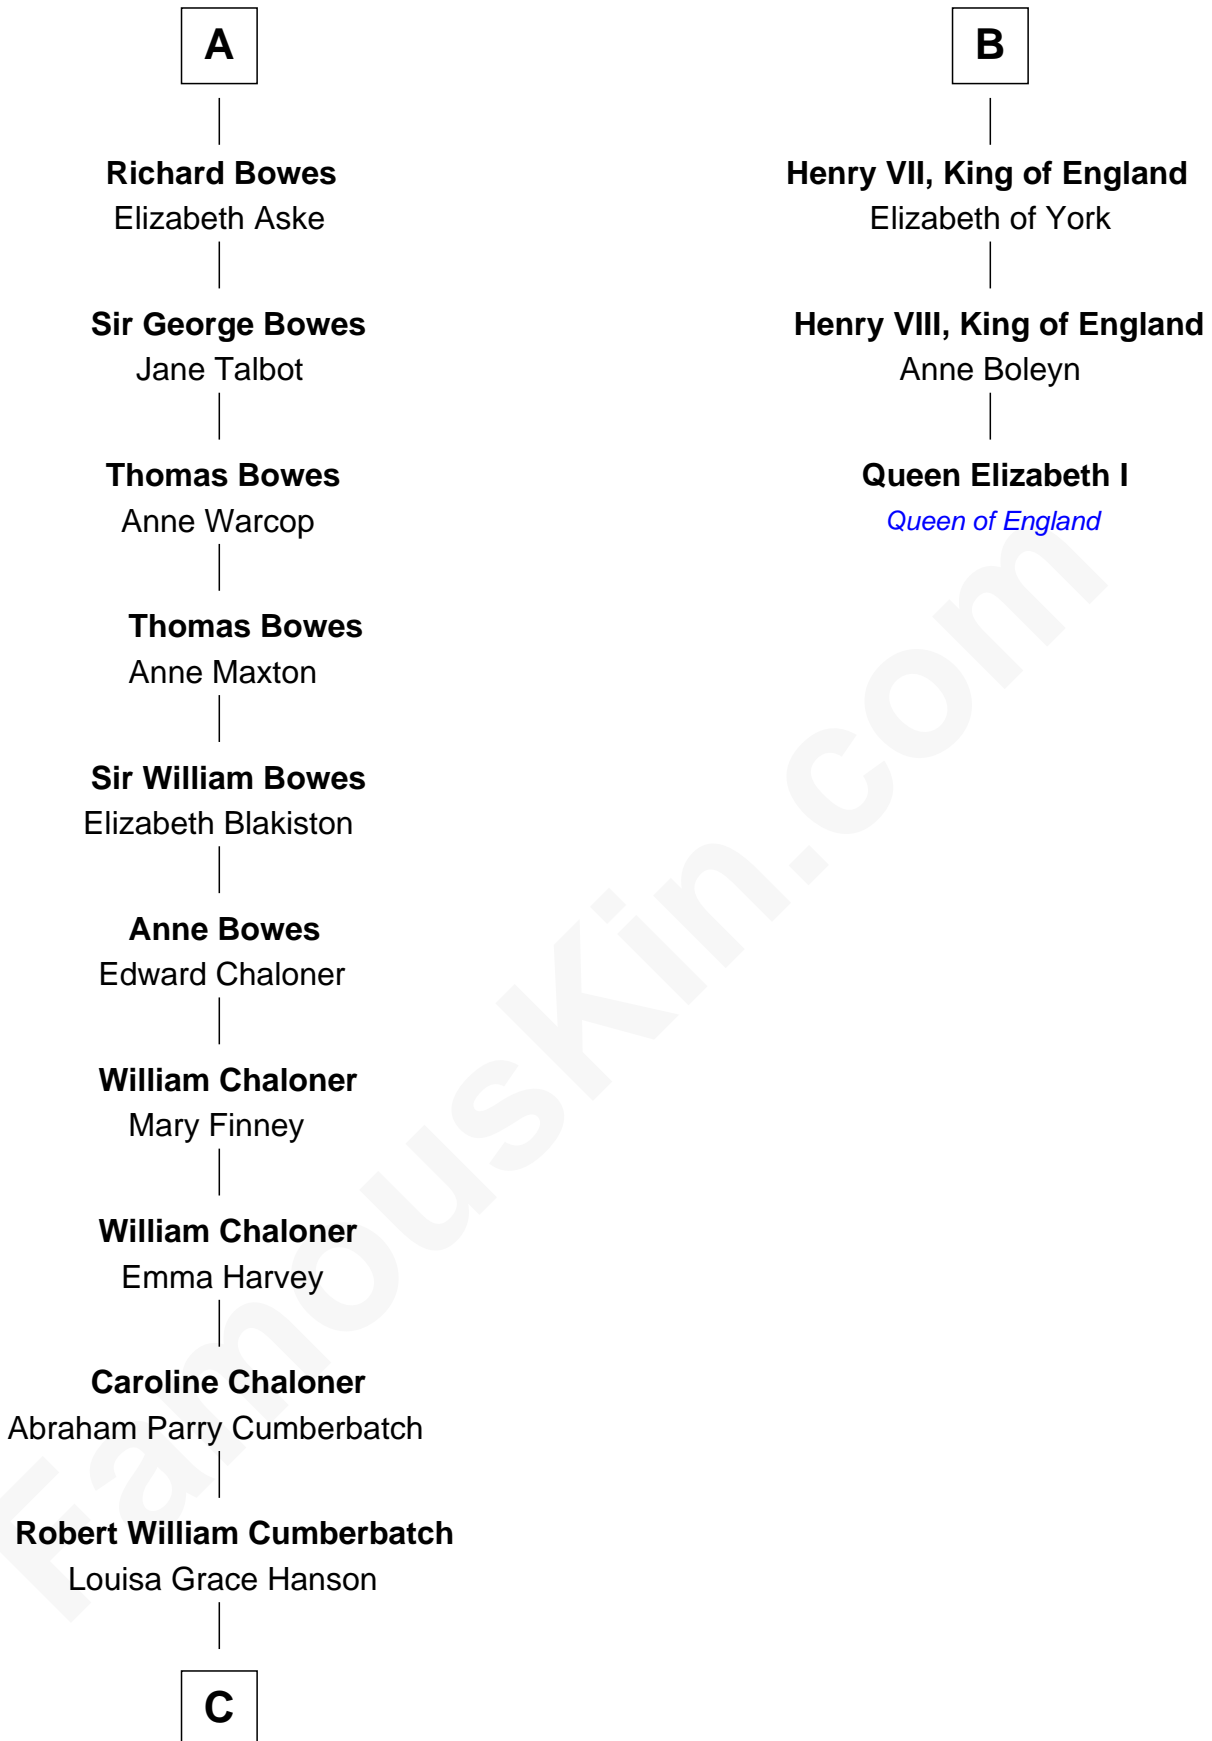 A
Richard Bowes
Elizabeth Aske
Sir George Bowes
Jane Talbot
Thomas Bowes
Anne Warcop
Thomas Bowes
Anne Maxton
Sir William Bowes
Elizabeth Blakiston
Anne Bowes
Edward Chaloner
William Chaloner
Mary Finney
William Chaloner
Emma Harvey
Caroline Chaloner
Abraham Parry Cumberbatch
Robert William Cumberbatch
Louisa Grace Hanson
C
B
Henry VII, King of England
Elizabeth of York
Henry VIII, King of England
Anne Boleyn
Queen Elizabeth I
Queen of England
FamousKin.com